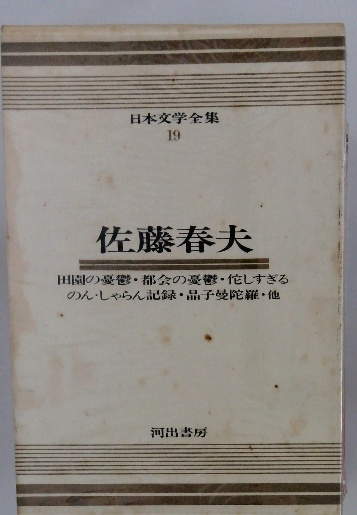 日本文学全集
19
佐藤春夫
田園の憂鬱・都会の憂鬱・侘しすぎる
のん・しゃらん記録・晶子曼陀羅・他
河出書房